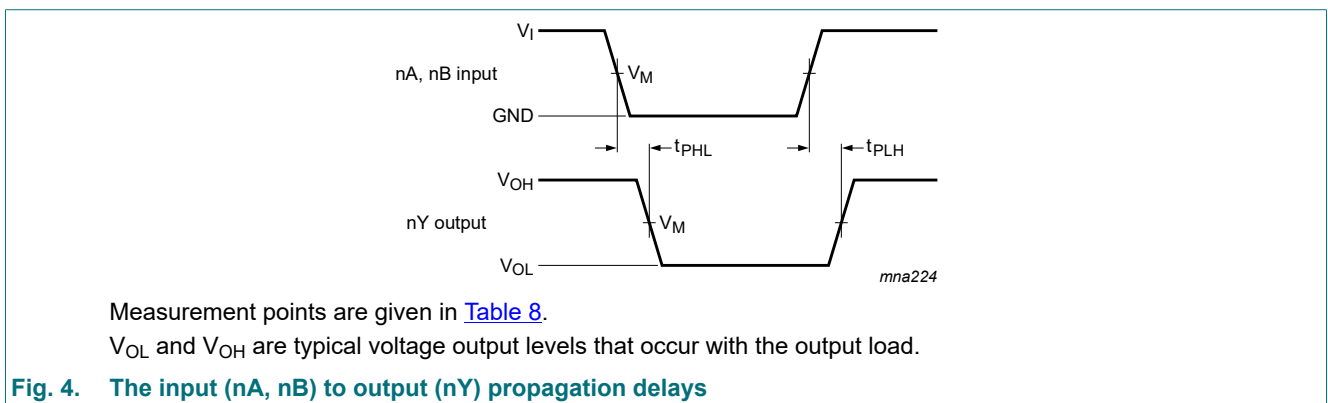 VI
nA, nB input
VM
GND
tPHL
tPLH
VOH
nY output
VM
VOL
mna224
Measurement points are given in Table 8.
VOL and VOH are typical voltage output levels that occur with the output load.
Fig. 4. The input (nA, nB) to output (nY) propagation delays